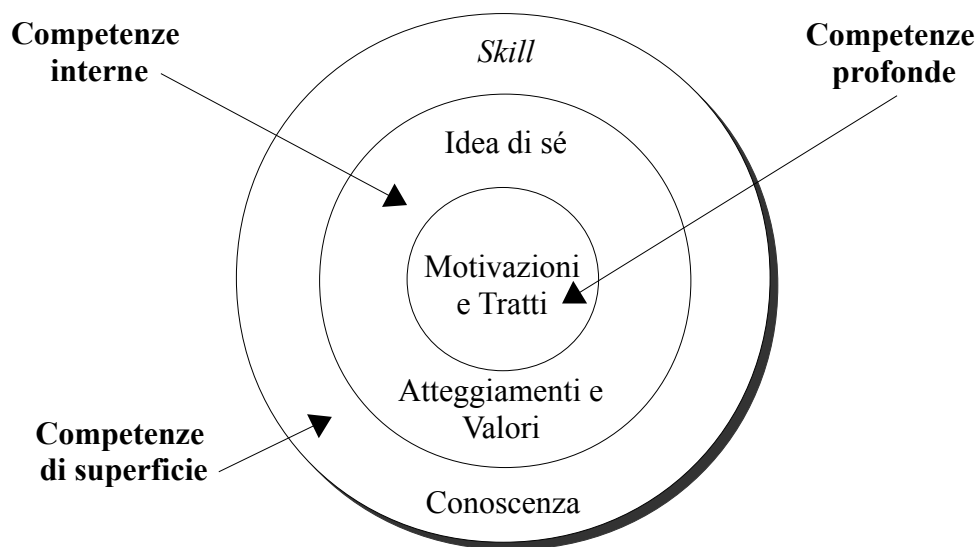 Competenze
interne
Skill
Competenze
profonde
Idea di sé
Motivazioni
e Tratti
Atteggiamenti e
Valori
Competenze
di superficie
Conoscenza